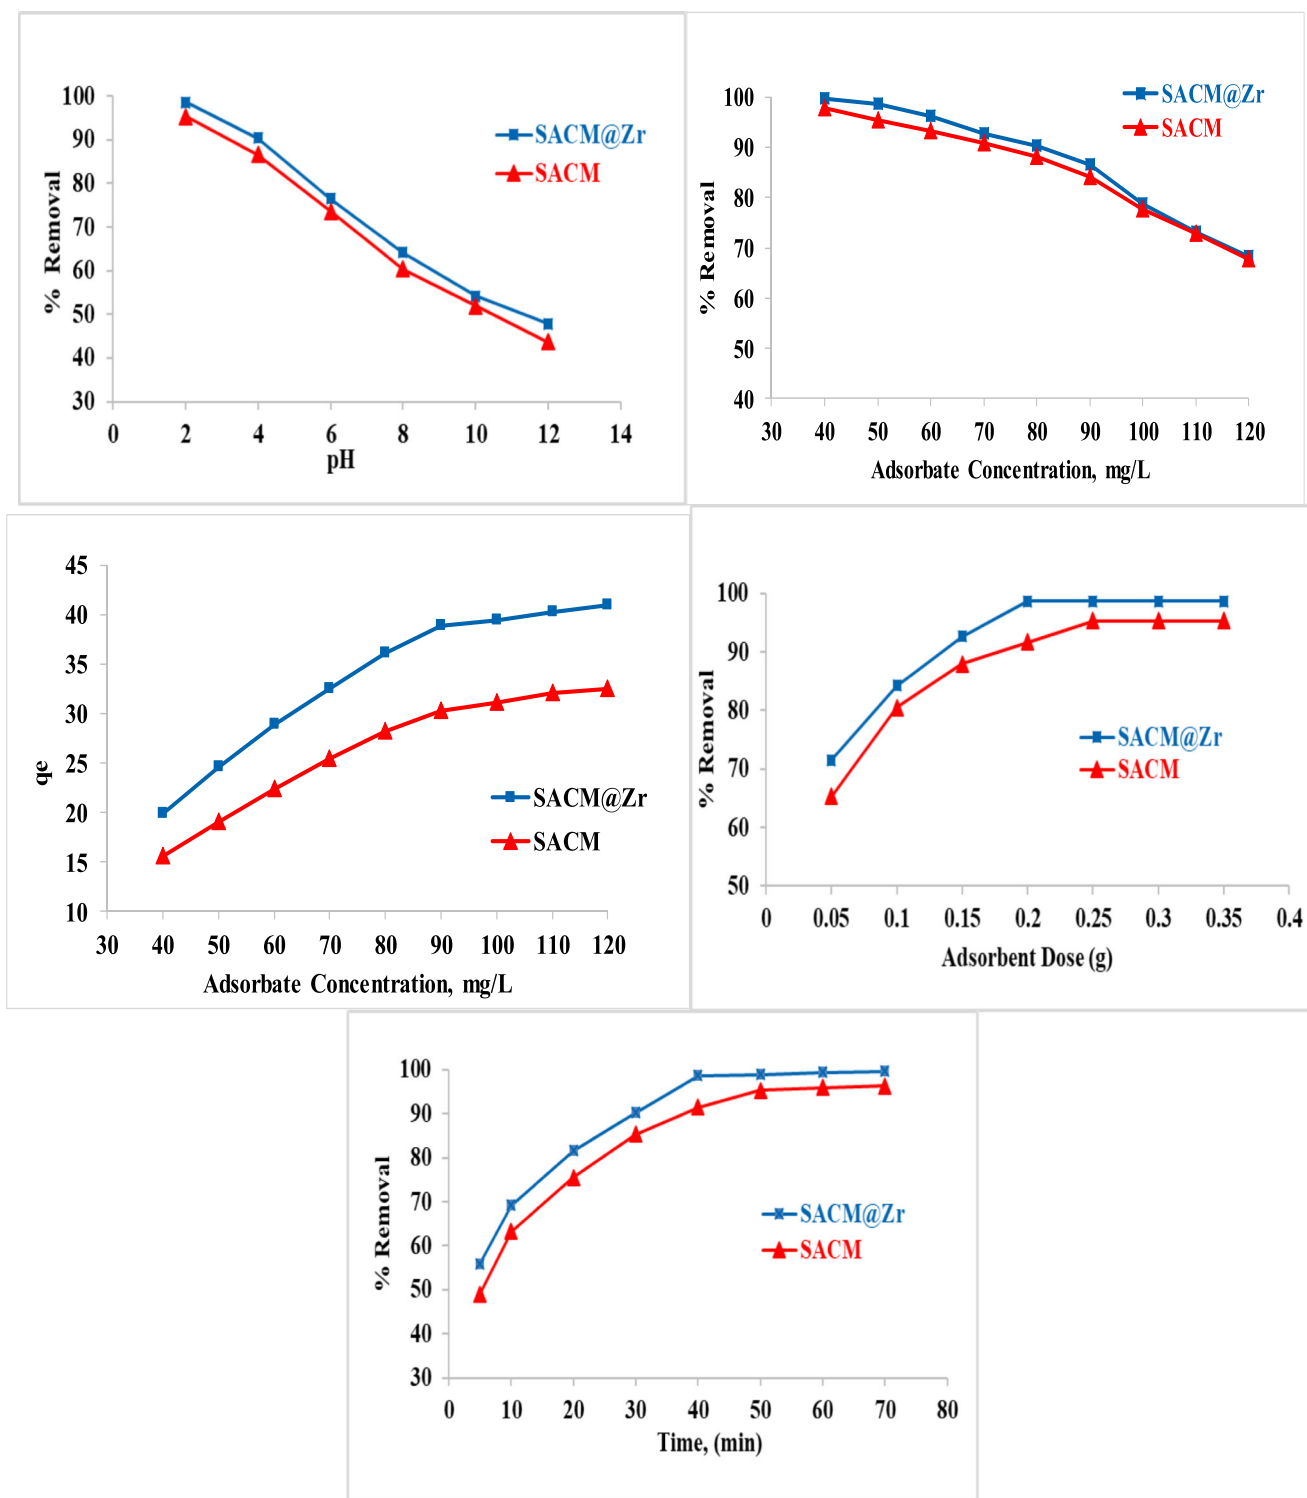 100
90
80
70
60
50
40
30
0 2 4 6 8 10 12 14
% Removal
pH
SACM@Zr
SACM
100
90
80
70
60
50
40
30 40 50 60 70 80 90 100 110 120
% Removal
Adsorbate Concentration, mg/L
SACM@Zr
SACM
45
40
35
30
25
20
15
10
30 40 50 60 70 80 90 100 110 120
qe
Adsorbate Concentration, mg/L
SACM@Zr
SACM
100
90
80
70
60
50
0 0.05 0.1 0.15 0.2 0.25 0.3 0.35 0.4
% Removal
Adsorbent Dose (g)
SACM@Zr
SACM
100
90
80
70
60
50
40
30
0 10 20 30 40 50 60 70 80
% Removal
Time, (min)
SACM@Zr
SACM